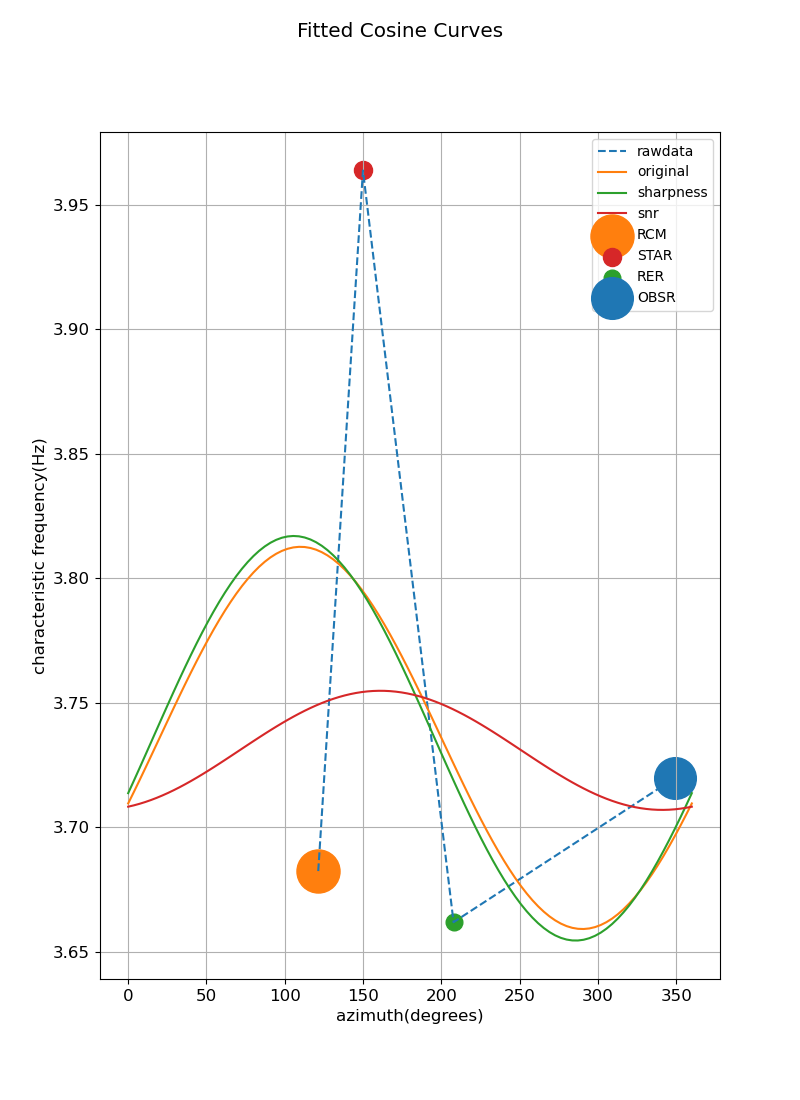 Fitted Cosine Curves
rawdata
original
sharpness
snr
RCM
STAR
RER
OBSR
3.95
3.90
3.85
3.80
3.75
3.70
3.65
characteristic frequency(Hz)
0 50 100 150 200 250 300 350
azimuth(degrees)